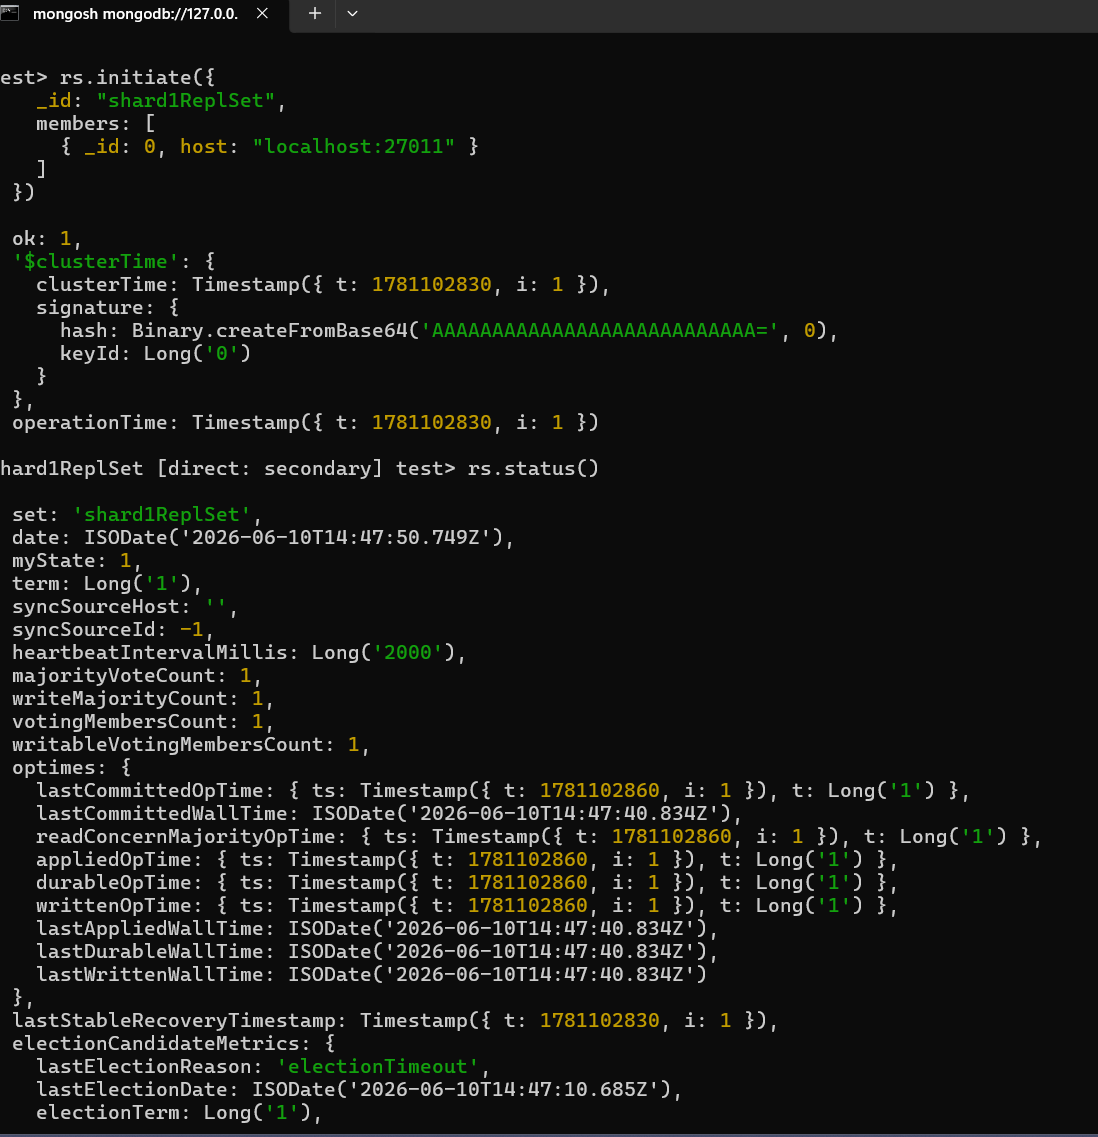 mongosh mongodb://127.0.0.
est> rs.initiate({
_id: "shard1ReplSet",
members: [
{ _id: 0, host: "localhost:27011" }
]
})
ok: 1,
'$clusterTime': {
clusterTime: Timestamp({ t: 1781102830, i: 1 }),
signature: {
hash: Binary.createFromBase64('AAAAAAAAAAAAAAAAAAAAAAAAAAA=', 0),
keyId: Long('0')
}
},
operationTime: Timestamp({ t: 1781102830, i: 1 })
hard1ReplSet [direct: secondary] test> rs.status()
set: 'shard1ReplSet',
date: ISODate('2026-06-10T14:47:50.749Z'),
myState: 1,
term: Long('1'),
syncSourceHost: '',
syncSourceId: -1,
heartbeatIntervalMillis: Long('2000'),
majorityVoteCount: 1,
writeMajorityCount: 1,
votingMembersCount: 1,
writableVotingMembersCount: 1,
optimes: {
lastCommittedOpTime: { ts: Timestamp({ t: 1781102860, i: 1 }), t: Long('1') },
lastCommittedWallTime: ISODate('2026-06-10T14:47:40.834Z'),
readConcernMajorityOpTime: { ts: Timestamp({ t: 1781102860, i: 1 }), t: Long('1') },
appliedOpTime: { ts: Timestamp({ t: 1781102860, i: 1 }), t: Long('1') },
durableOpTime: { ts: Timestamp({ t: 1781102860, i: 1 }), t: Long('1') },
writtenOpTime: { ts: Timestamp({ t: 1781102860, i: 1 }), t: Long('1') },
lastAppliedWallTime: ISODate('2026-06-10T14:47:40.834Z'),
lastDurableWallTime: ISODate('2026-06-10T14:47:40.834Z'),
lastWrittenWallTime: ISODate('2026-06-10T14:47:40.834Z')
},
lastStableRecoveryTimestamp: Timestamp({ t: 1781102830, i: 1 }),
electionCandidateMetrics: {
lastElectionReason: 'electionTimeout',
lastElectionDate: ISODate('2026-06-10T14:47:10.685Z'),
electionTerm: Long('1'),